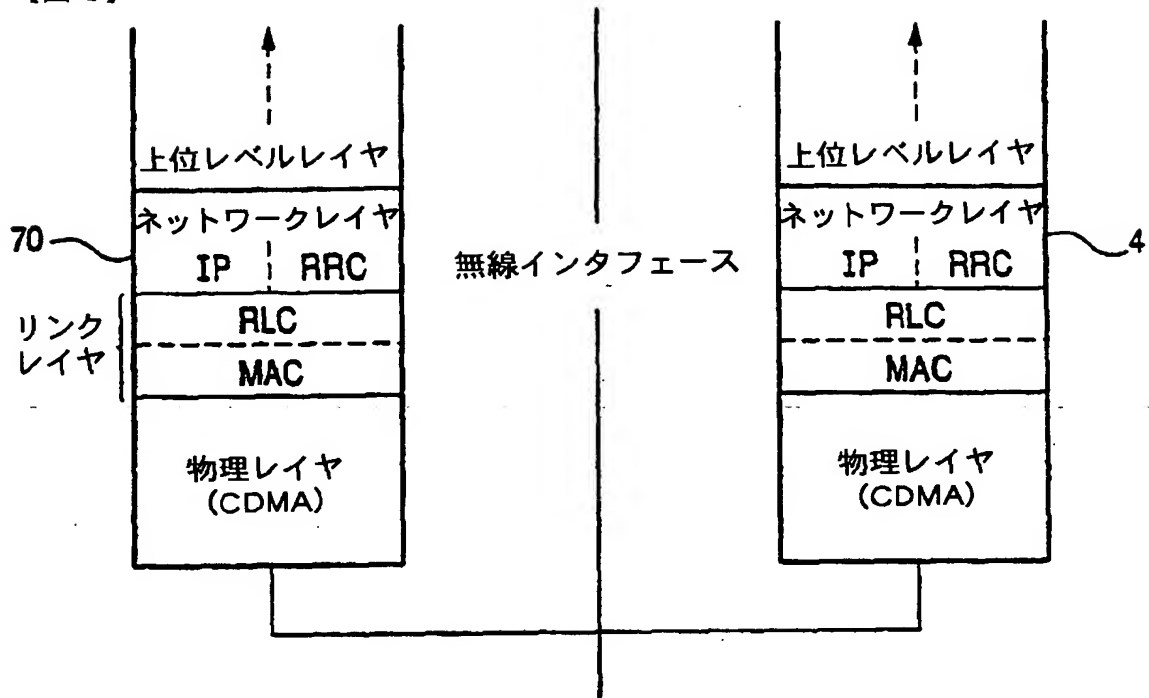 上位レベルレイヤ
ネットワークレイヤ
IP RRC
RLC
MAC
物理レイヤ
(CDMA)
70
リンク
レイヤ
無線インタフェース
上位レベルレイヤ
ネットワークレイヤ
IP RRC
RLC
MAC
物理レイヤ
(CDMA)
4